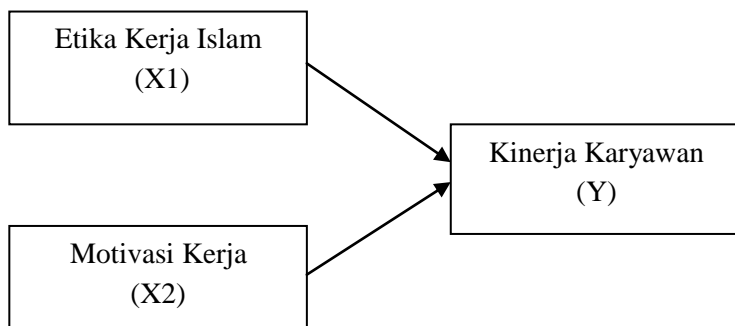 Etika Kerja Islam
(X1)
Kinerja Karyawan
(Y)
Motivasi Kerja
(X2)